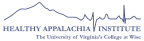 HEALTHY APPALACHIA INSTITUTE
The University of Virginia's College at Wise